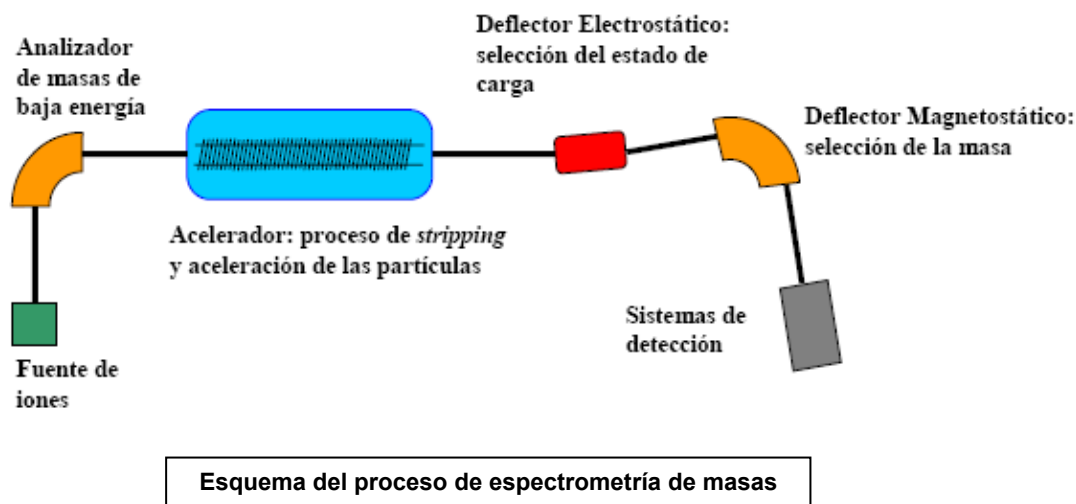 Analizador
de masas de
baja energía
Deflector Electrostático:
selección del estado de
carga
Deflector Magnetostático:
selección de la masa
Acelerador: proceso de stripping
y aceleración de las partículas
Sistemas de
detección
Fuente de
iones
Esquema del proceso de espectrometría de masas